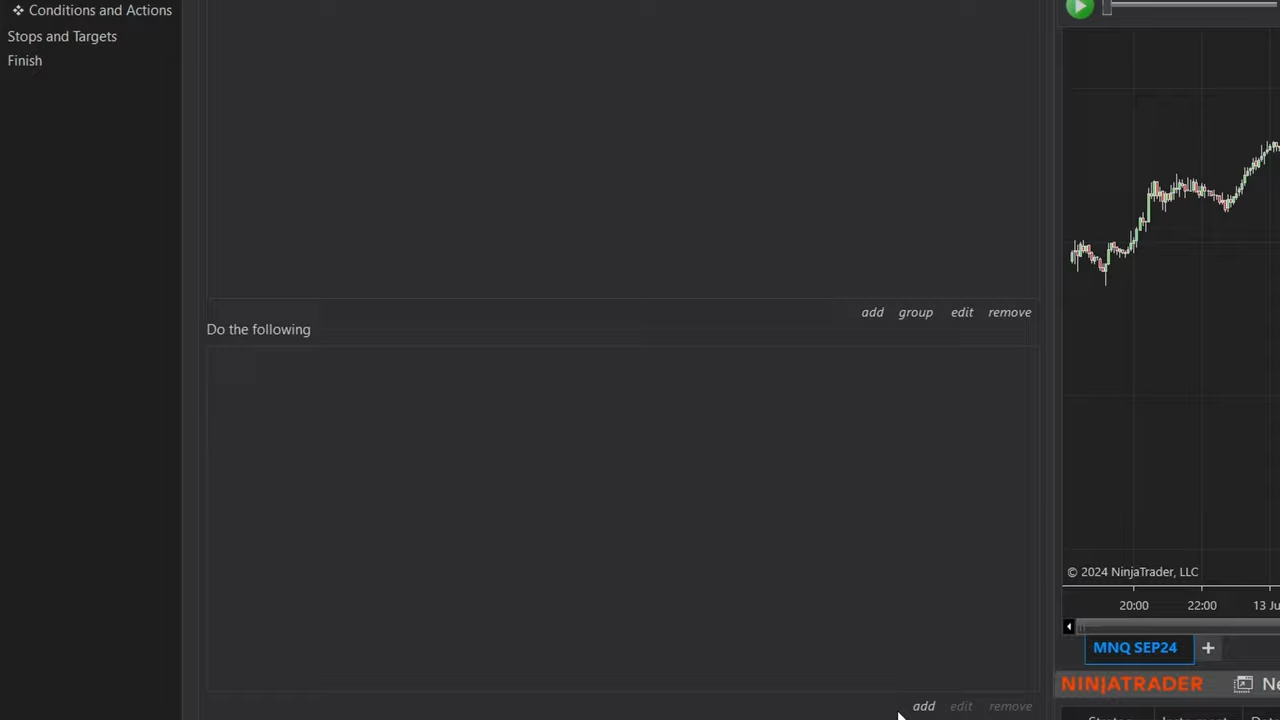 ❖ Conditions and Actions
Stops and Targets
Finish
add group edit remove
Do the following
add edit remove
© 2024 NinjaTrader, LLC
20:00 22:00 13
MNQ SEP24 +
NINJATRADER